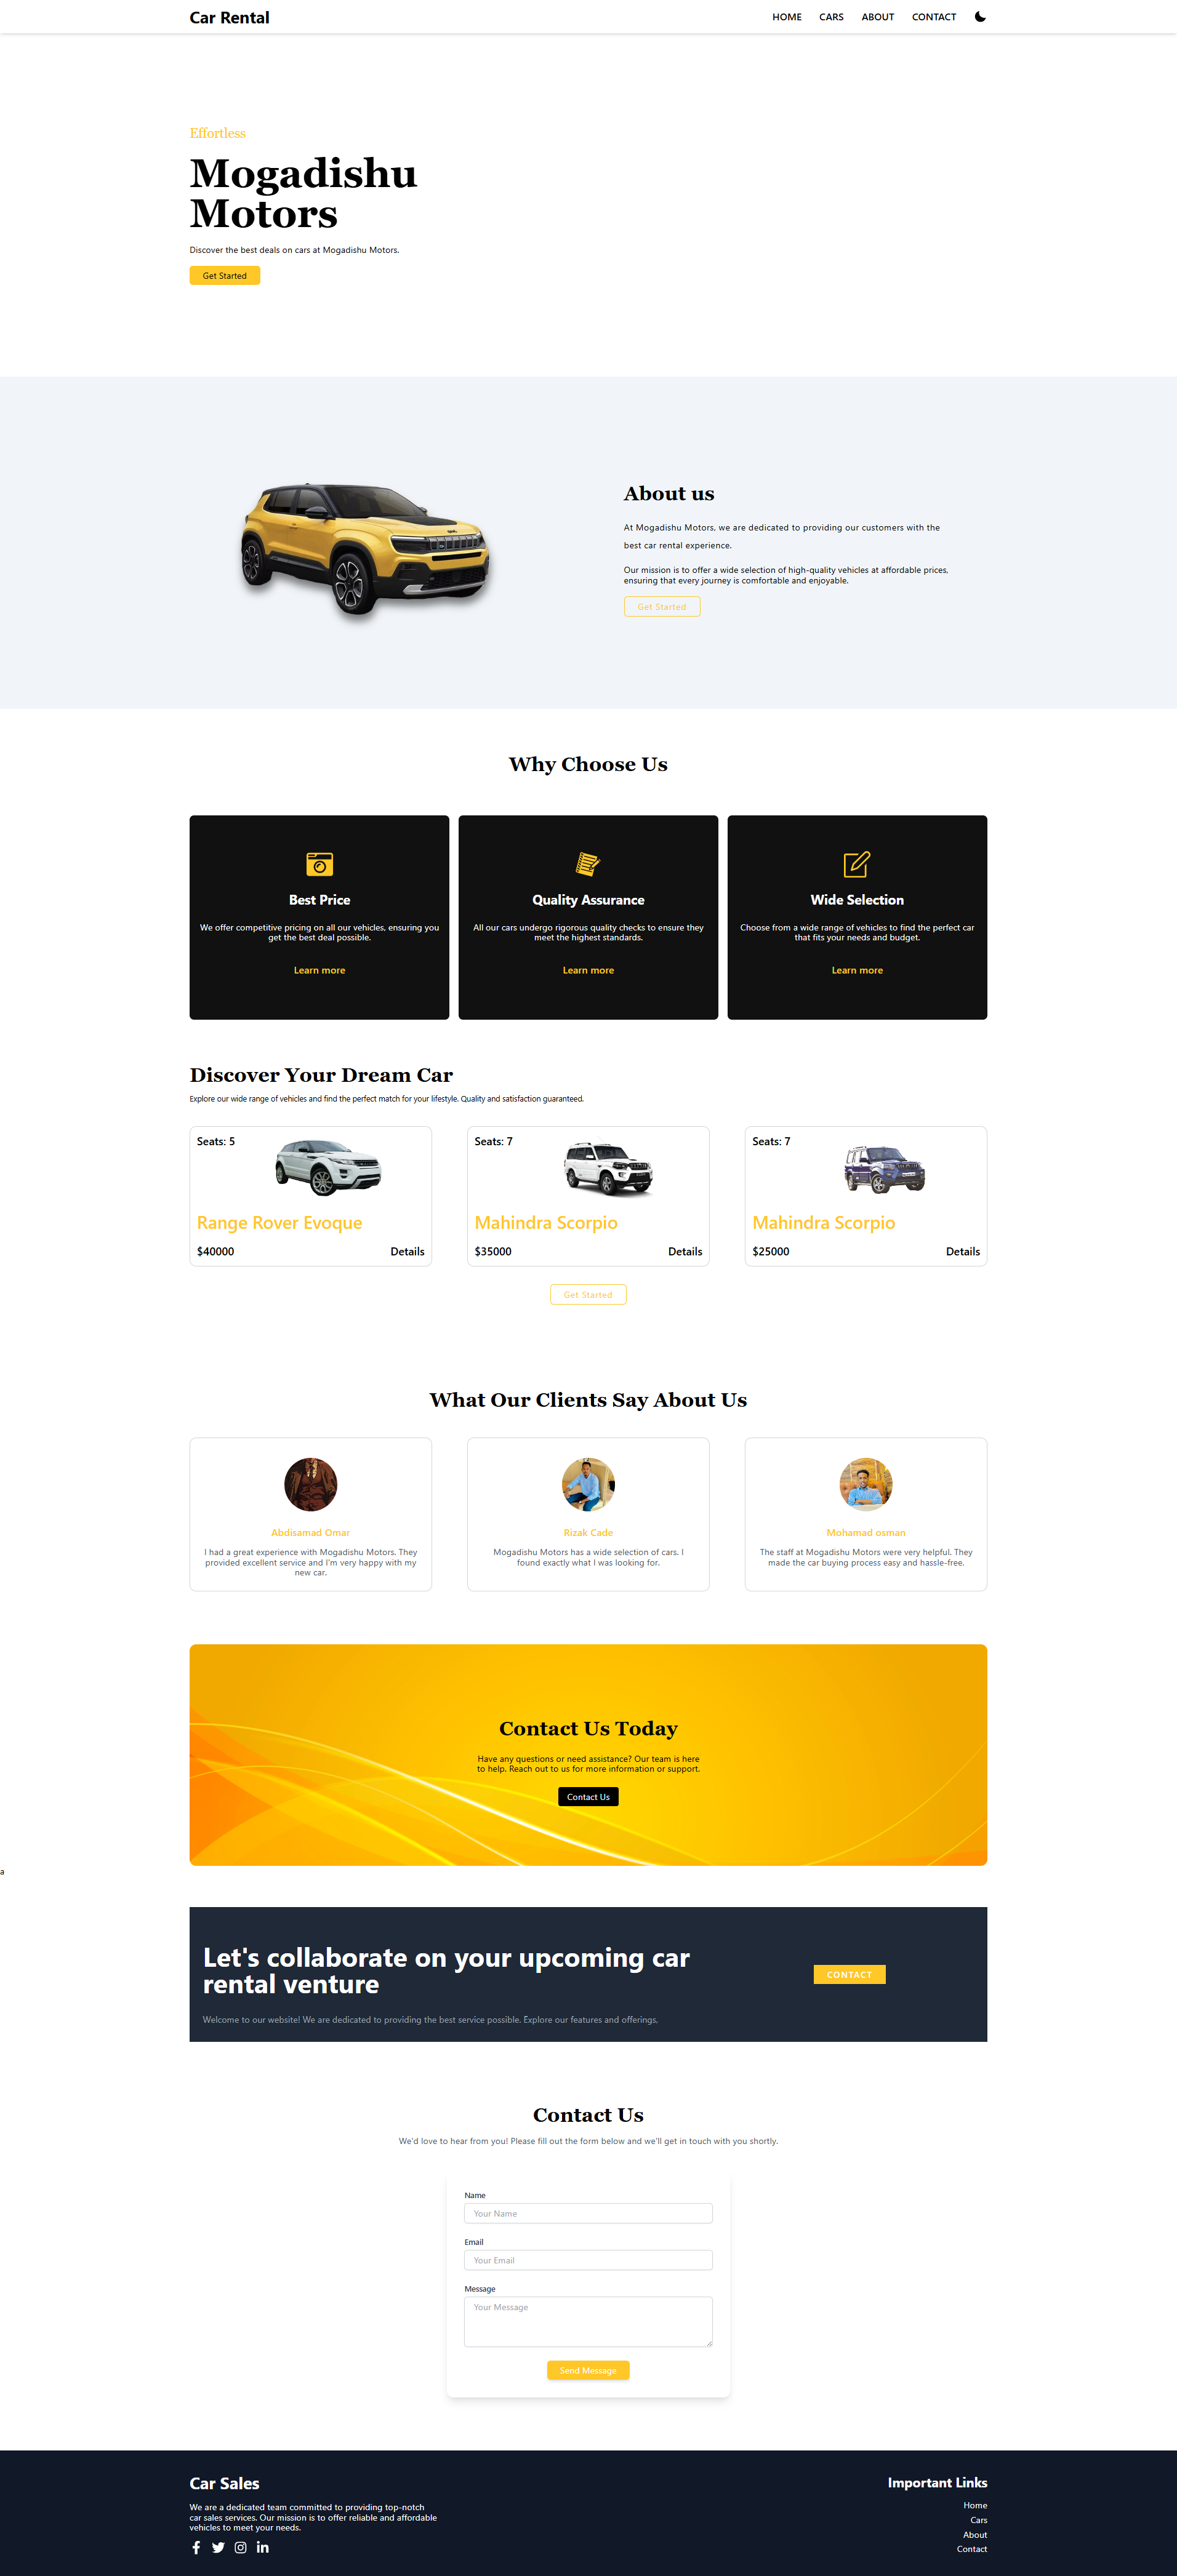 Car Rental
HOME CARS ABOUT CONTACT
Effortless
Mogadishu
Motors
Discover the best deals on cars at Mogadishu Motors.
Get Started
About us
At Mogadishu Motors, we are dedicated to providing our customers with the
best car rental experience.
Our mission is to offer a wide selection of high-quality vehicles at affordable prices,
ensuring that every journey is comfortable and enjoyable.
Get Started
Why Choose Us
Best Price
We offer competitive pricing on all our vehicles, ensuring you
get the best deal possible.
Learn more
Quality Assurance
All our cars undergo rigorous quality checks to ensure they
meet the highest standards.
Learn more
Wide Selection
Choose from a wide range of vehicles to find the perfect car
that fits your needs and budget.
Learn more
Discover Your Dream Car
Explore our wide range of vehicles and find the perfect match for your lifestyle. Quality and satisfaction guaranteed.
Seats: 5
Range Rover Evoque
$40000 Details
Seats: 7
Mahindra Scorpio
$35000 Details
Seats: 7
Mahindra Scorpio
$25000 Details
Get Started
What Our Clients Say About Us
Abdisamad Omar
I had a great experience with Mogadishu Motors. They
provided excellent service and I'm very happy with my
new car.
Rizak Cade
Mogadishu Motors has a wide selection of cars. I
found exactly what I was looking for.
Mohamad osman
The staff at Mogadishu Motors were very helpful. They
made the car buying process easy and hassle-free.
Contact Us Today
Have any questions or need assistance? Our team is here
to help. Reach out to us for more information or support.
Contact Us
a
Let's collaborate on your upcoming car
rental venture
Welcome to our website! We are dedicated to providing the best service possible. Explore our features and offerings.
CONTACT
Contact Us
We'd love to hear from you! Please fill out the form below and we'll get in touch with you shortly.
Name
Your Name
Email
Your Email
Message
Your Message
Send Message
Car Sales
We are a dedicated team committed to providing top-notch
car sales services. Our mission is to offer reliable and affordable
vehicles to meet your needs.
Important Links
Home
Cars
About
Contact